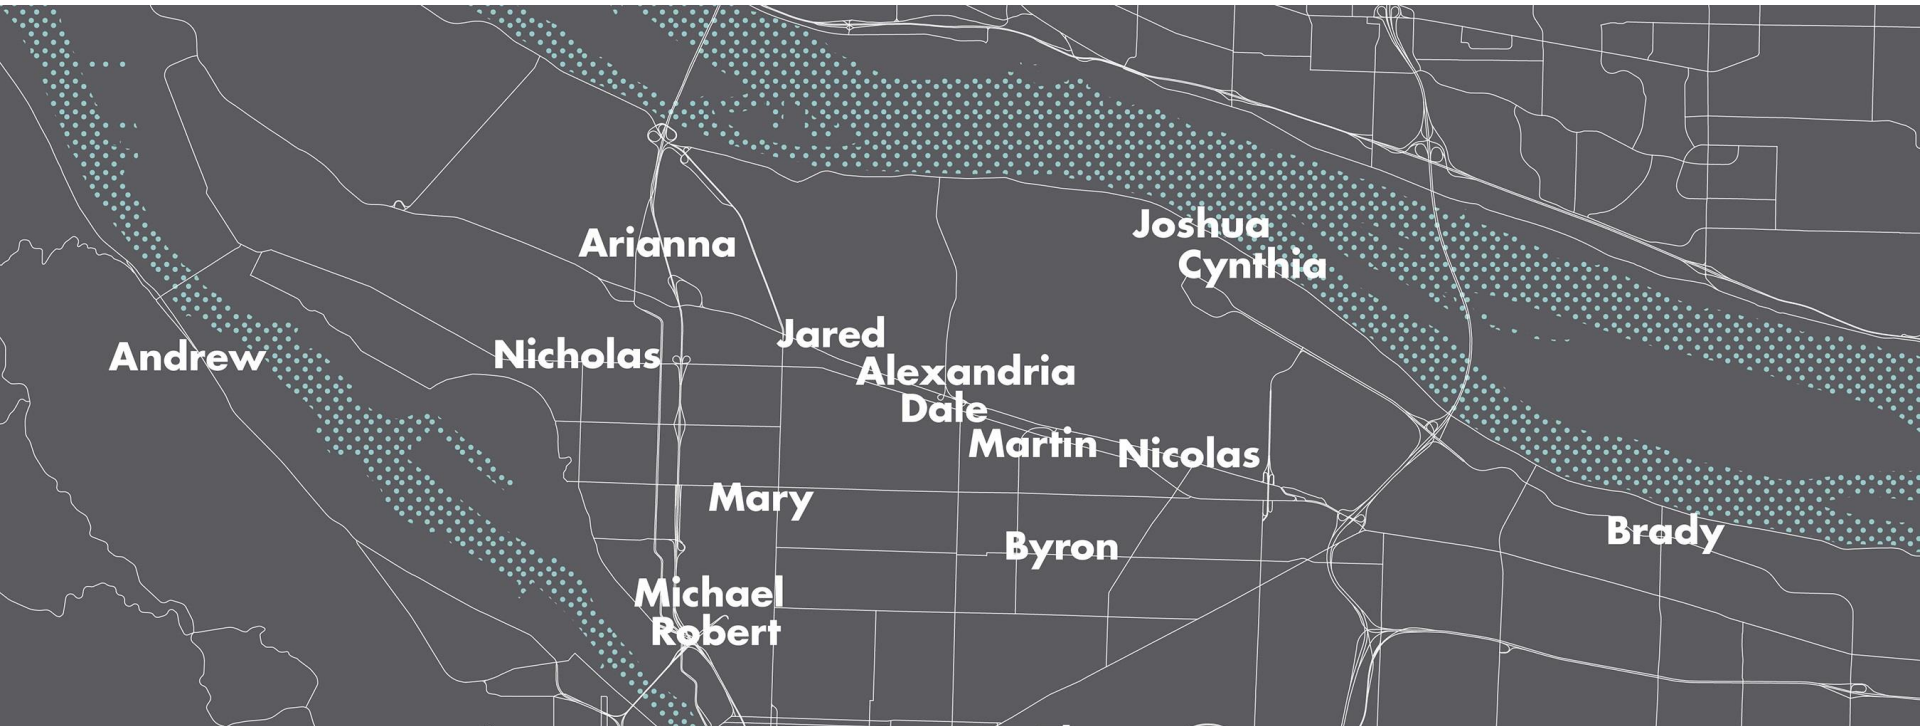 Joshua
Arianna
Cynthia
Jared
Nicholas
Andrew
Alexandria
Dale
Martin
Nicolas
Mary
Brady
Byron
Michael
Robert